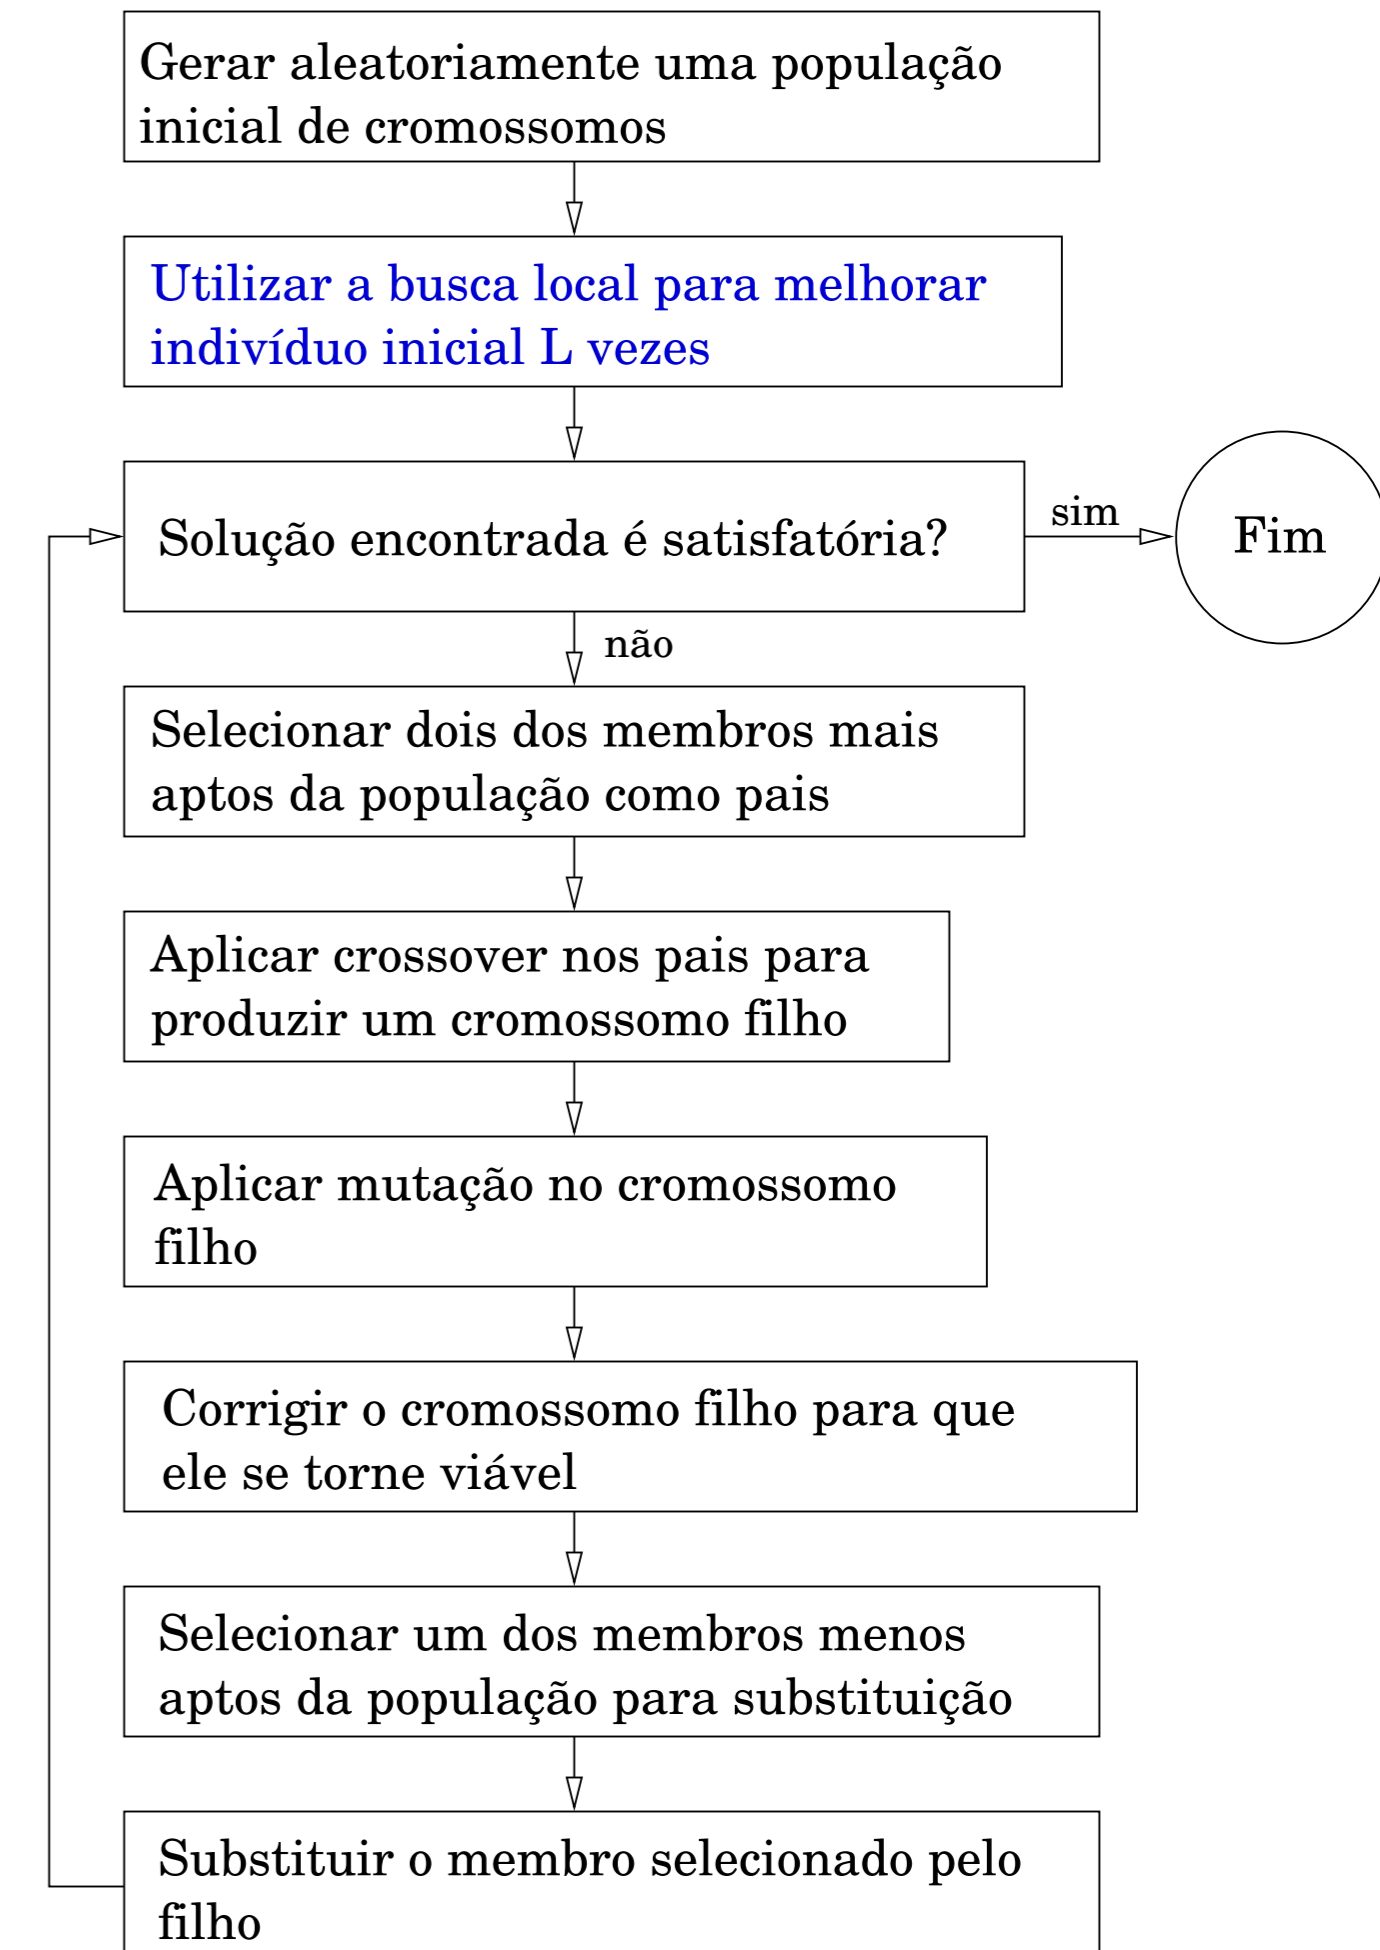 Gerar aleatoriamente uma população
inicial de cromossomos
Utilizar a busca local para melhorar
indivíduo inicial L vezes
Solução encontrada é satisfatória?
sim
Fim
não
Selecionar dois dos membros mais
aptos da população como pais
Aplicar crossover nos pais para
produzir um cromossomo filho
Aplicar mutação no cromossomo
filho
Corrigir o cromossomo filho para que
ele se torne viável
Selecionar um dos membros menos
aptos da população para substituição
Substituir o membro selecionado pelo
filho